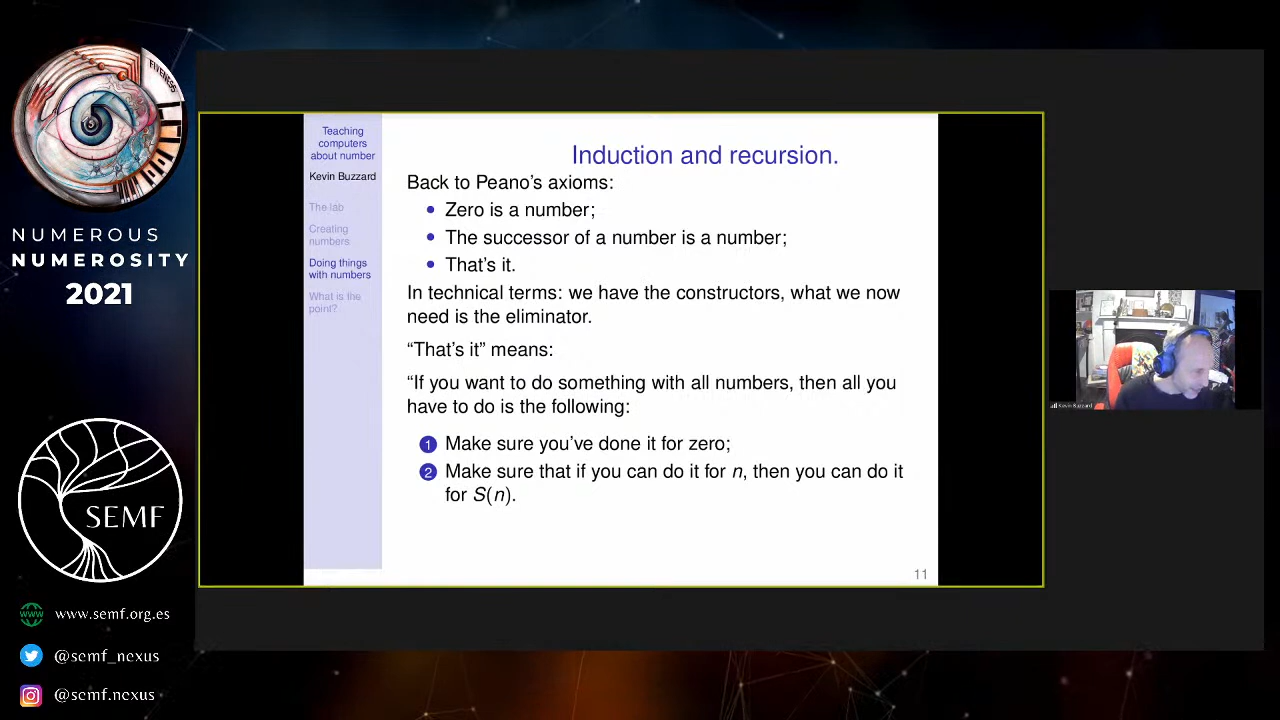 FIVENESS
NUMEROUS
NUMEROSITY
2021
SEMF
www.semf.org.es
@semf_nexus
@semf.nexus
Teaching
computers
about number
Kevin Buzzard
The lab
Creating
numbers
Doing things
with numbers
What is the
point?
Induction and recursion.
Back to Peano's axioms:
• Zero is a number;
• The successor of a number is a number;
• That's it.
In technical terms: we have the constructors, what we now
need is the eliminator.
“That's it” means:
“If you want to do something with all numbers, then all you
have to do is the following:
1 Make sure you've done it for zero;
2 Make sure that if you can do it for n, then you can do it
for S(n).
11
Kevin Buzzard